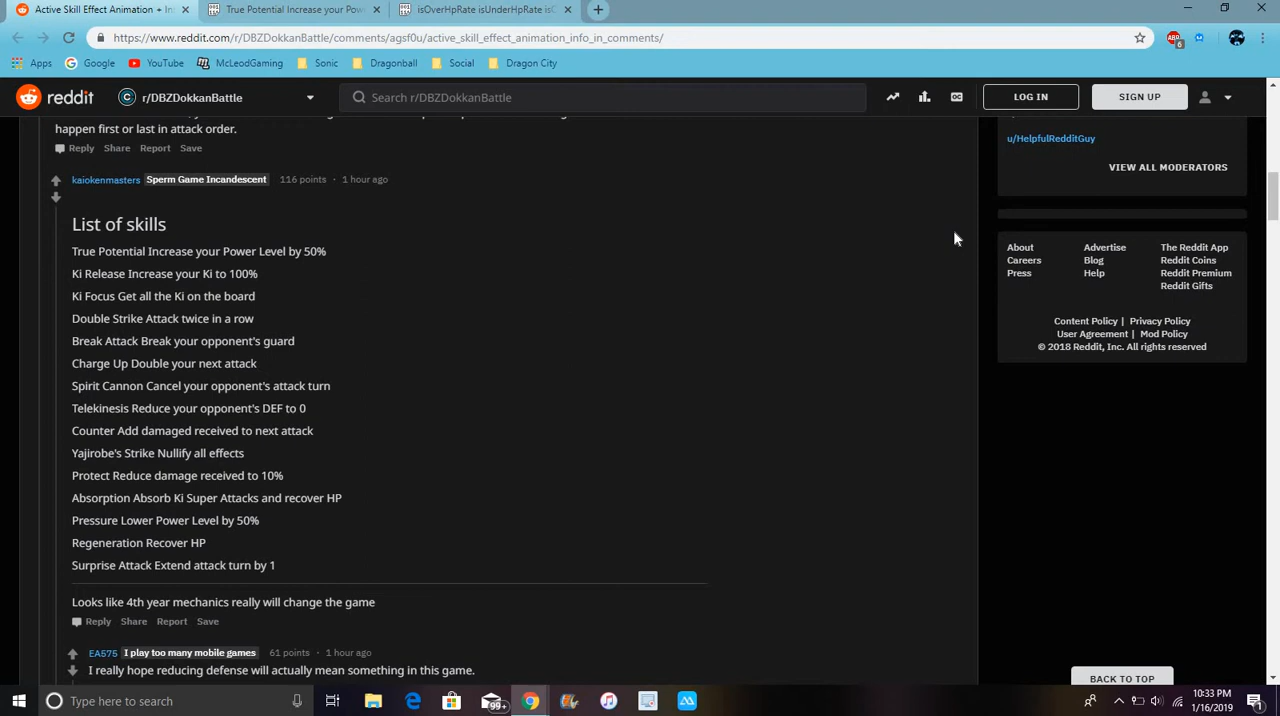 Active Skill Effect Animation + In
True Potential Increase your Pow
isOverHpRate isUnderHpRate isO
https://www.reddit.com/r/DBZDokkanBattle/comments/agsf0u/active_skill_effect_animation_info_in_comments/
6
Apps Google YouTube McLeodGaming Sonic Dragonball Social Dragon City
reddit r/DBZDokkanBattle Search r/DBZDokkanBattle LOG IN SIGN UP
happen first or last in attack order.
Reply Share Report Save
kaiokenmasters Sperm Game Incandescent 116 points · 1 hour ago
List of skills
True Potential Increase your Power Level by 50%
Ki Release Increase your Ki to 100%
Ki Focus Get all the Ki on the board
Double Strike Attack twice in a row
Break Attack Break your opponent's guard
Charge Up Double your next attack
Spirit Cannon Cancel your opponent's attack turn
Telekinesis Reduce your opponent's DEF to 0
Counter Add damaged received to next attack
Yajirobe's Strike Nullify all effects
Protect Reduce damage received to 10%
Absorption Absorb Ki Super Attacks and recover HP
Pressure Lower Power Level by 50%
Regeneration Recover HP
Surprise Attack Extend attack turn by 1
Looks like 4th year mechanics really will change the game
Reply Share Report Save
EA575 I play too many mobile games 61 points · 1 hour ago
I really hope reducing defense will actually mean something in this game.
u/HelpfulRedditGuy
VIEW ALL MODERATORS
About Advertise The Reddit App
Careers Blog Reddit Coins
Press Help Reddit Premium
Reddit Gifts
Content Policy | Privacy Policy
User Agreement | Mod Policy
© 2018 Reddit, Inc. All rights reserved
BACK TO TOP
Type here to search
99+
10:33 PM
1/16/2019
1